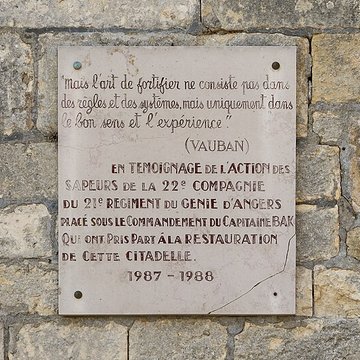 "Mais l'art de fortifier ne consiste pas dans
des règles et des systèmes, mais uniquement dans
le bon sens et l'expérience".
(VAUBAN)
EN TEMOIGNAGE DE L'ACTION DES
SAPEURS DE LA 22e COMPAGNIE
DU 21e REGIMENT DU GENIE D'ANGERS
PLACÉ SOUS LE COMMANDEMENT DU CAPITAINE BAK
QUI ONT PRIS PART À LA RESTAURATION
DE CETTE CITADELLE.
1987 - 1988